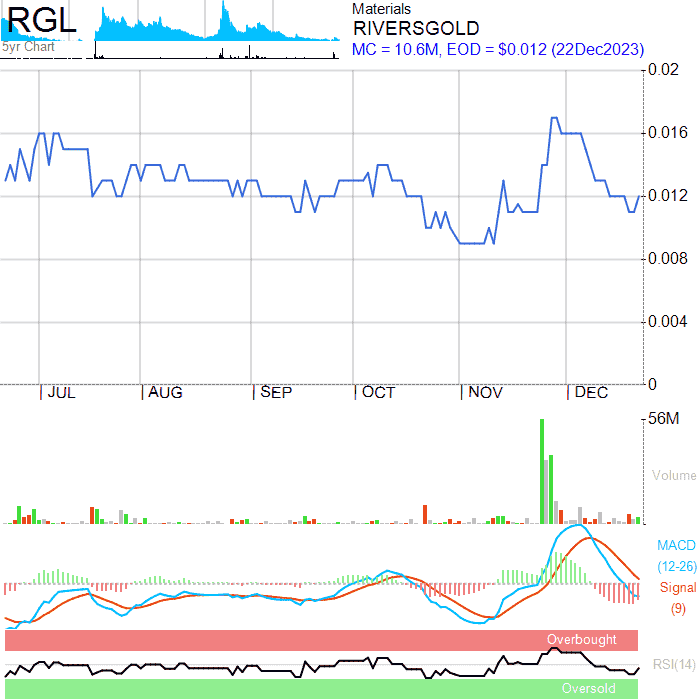 RGL
5yr Chart
Materials
RIVERSGOLD
MC = 10.6M, EOD = $0.012 (22Dec2023)
0.02
0.016
0.012
0.008
0.004
0
JUL AUG SEP OCT NOV DEC
56M
Volume
MACD
(12-26)
Signal
(9)
Overbought
RSI(14)
Oversold